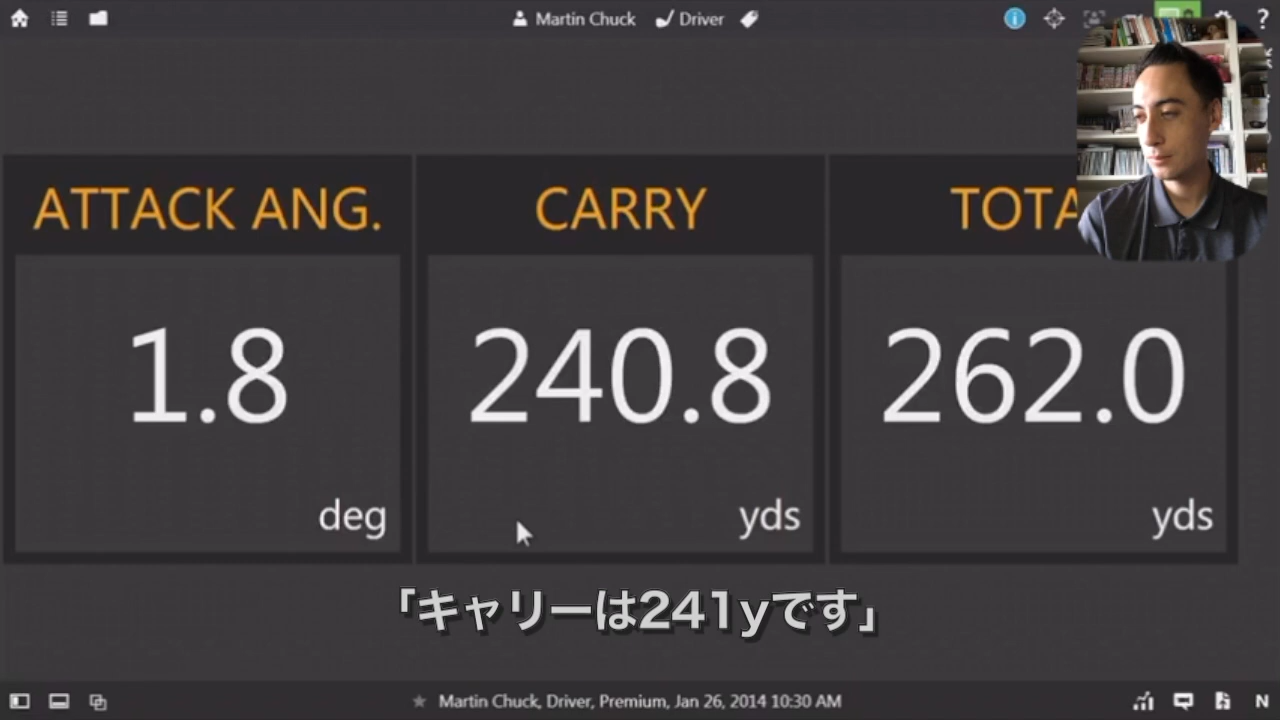 Martin Chuck Driver
?
ATTACK ANG. CARRY TOTA
1.8 240.8 262.0
deg yds yds
「キャリーは241yです」
Martin Chuck, Driver, Premium, Jan 26, 2014 10:30 AM
N